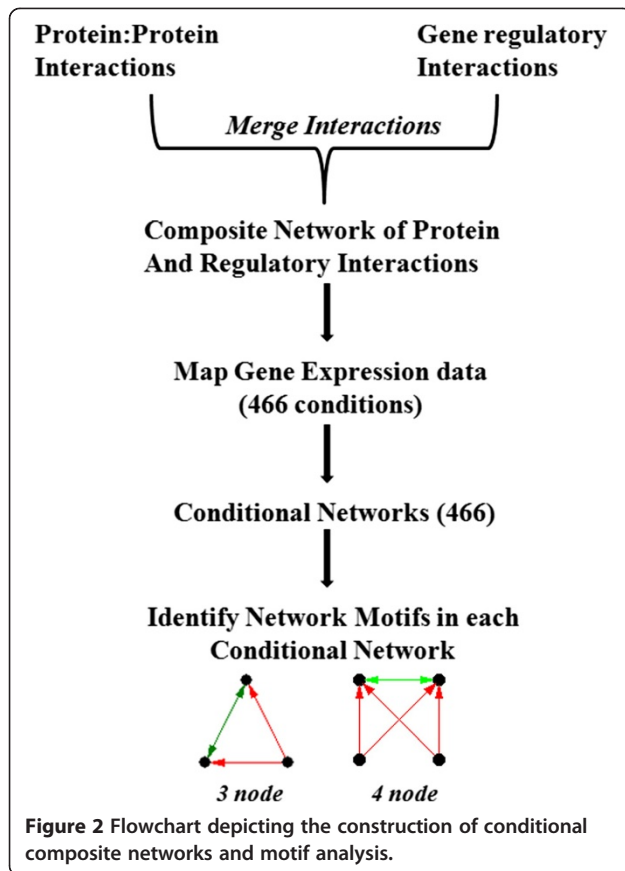 Protein:Protein
Interactions
Gene regulatory
Interactions
Merge Interactions
Composite Network of Protein
And Regulatory Interactions
Map Gene Expression data
(466 conditions)
Conditional Networks (466)
Identify Network Motifs in each
Conditional Network
3 node
4 node
Figure 2 Flowchart depicting the construction of conditional
composite networks and motif analysis.